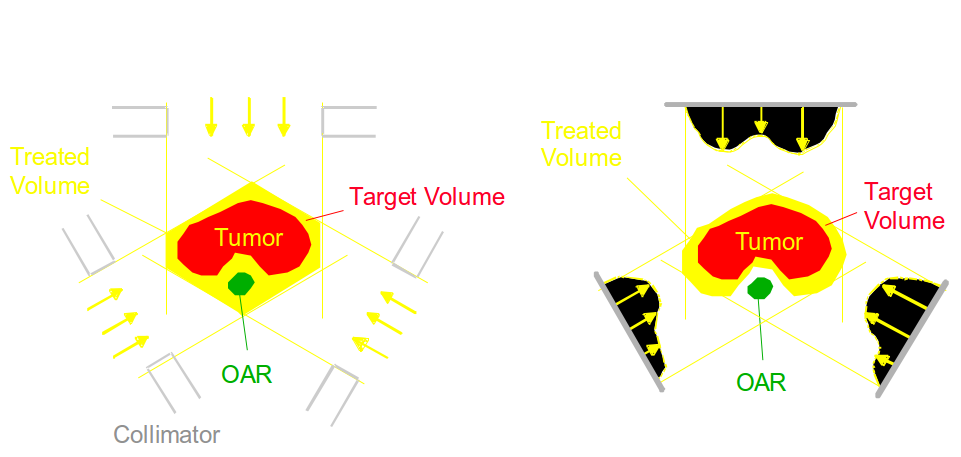 Treated
Volume
Target Volume
Tumor
OAR
Collimator
Treated
Volume
Target
Volume
Tumor
OAR